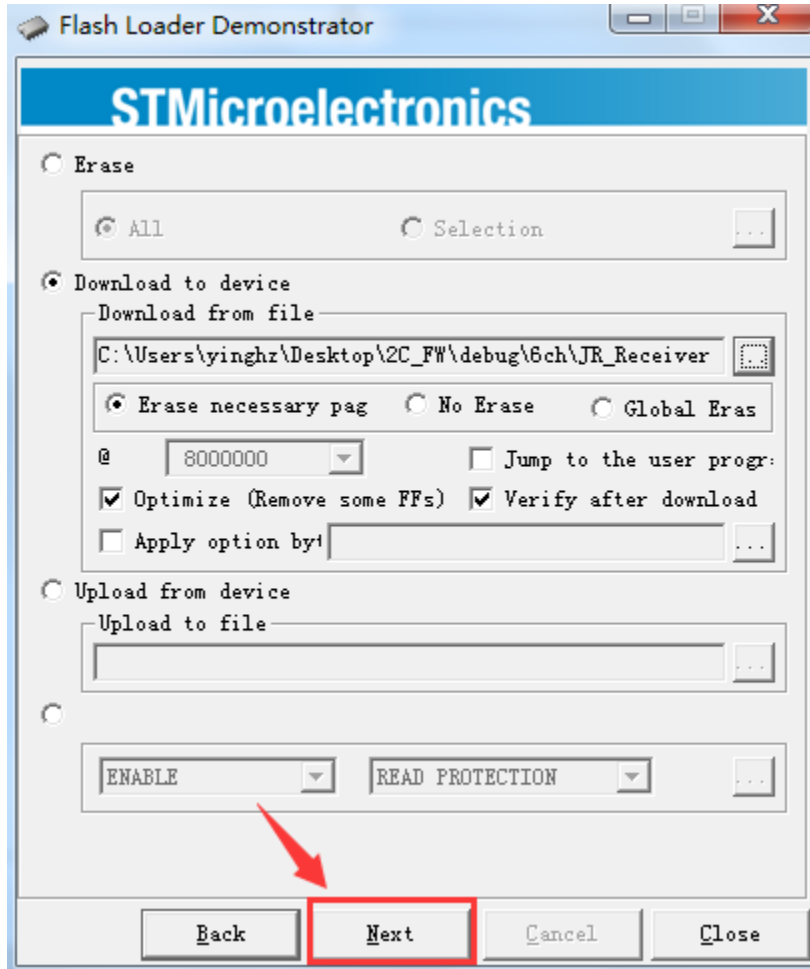 Flash Loader Demonstrator
STMicroelectronics
Erase
All Selection ...
Download to device
Download from file
C:\Users\yinghz\Desktop\2C_FW\debug\6ch\JR_Receiver ..
Erase necessary pag No Erase Global Eras
@ 8000000 Jump to the user progr
Optimize (Remove some FFs) Verify after download
Apply option by ...
Upload from device
Upload to file
...
ENABLE READ PROTECTION ...
Back Next Cancel Close